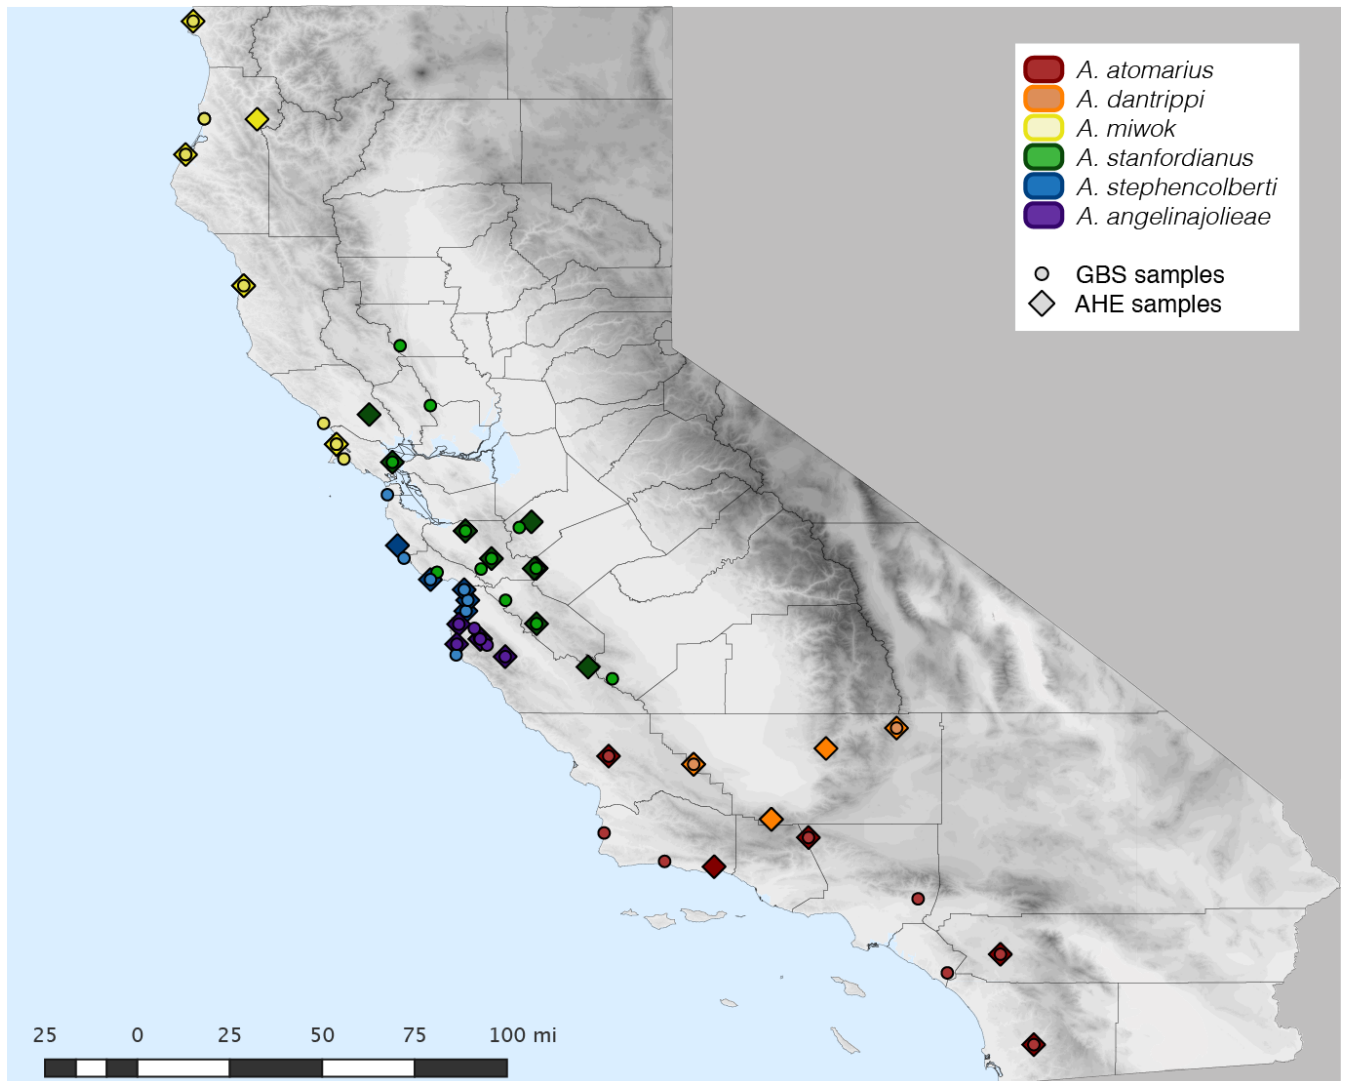 A. atomarius
A. dantrippi
A. miwok
A. stanfordianus
A. stephencolberti
A. angelinajolieae
GBS samples
AHE samples
25 0 25 50 75 100 mi